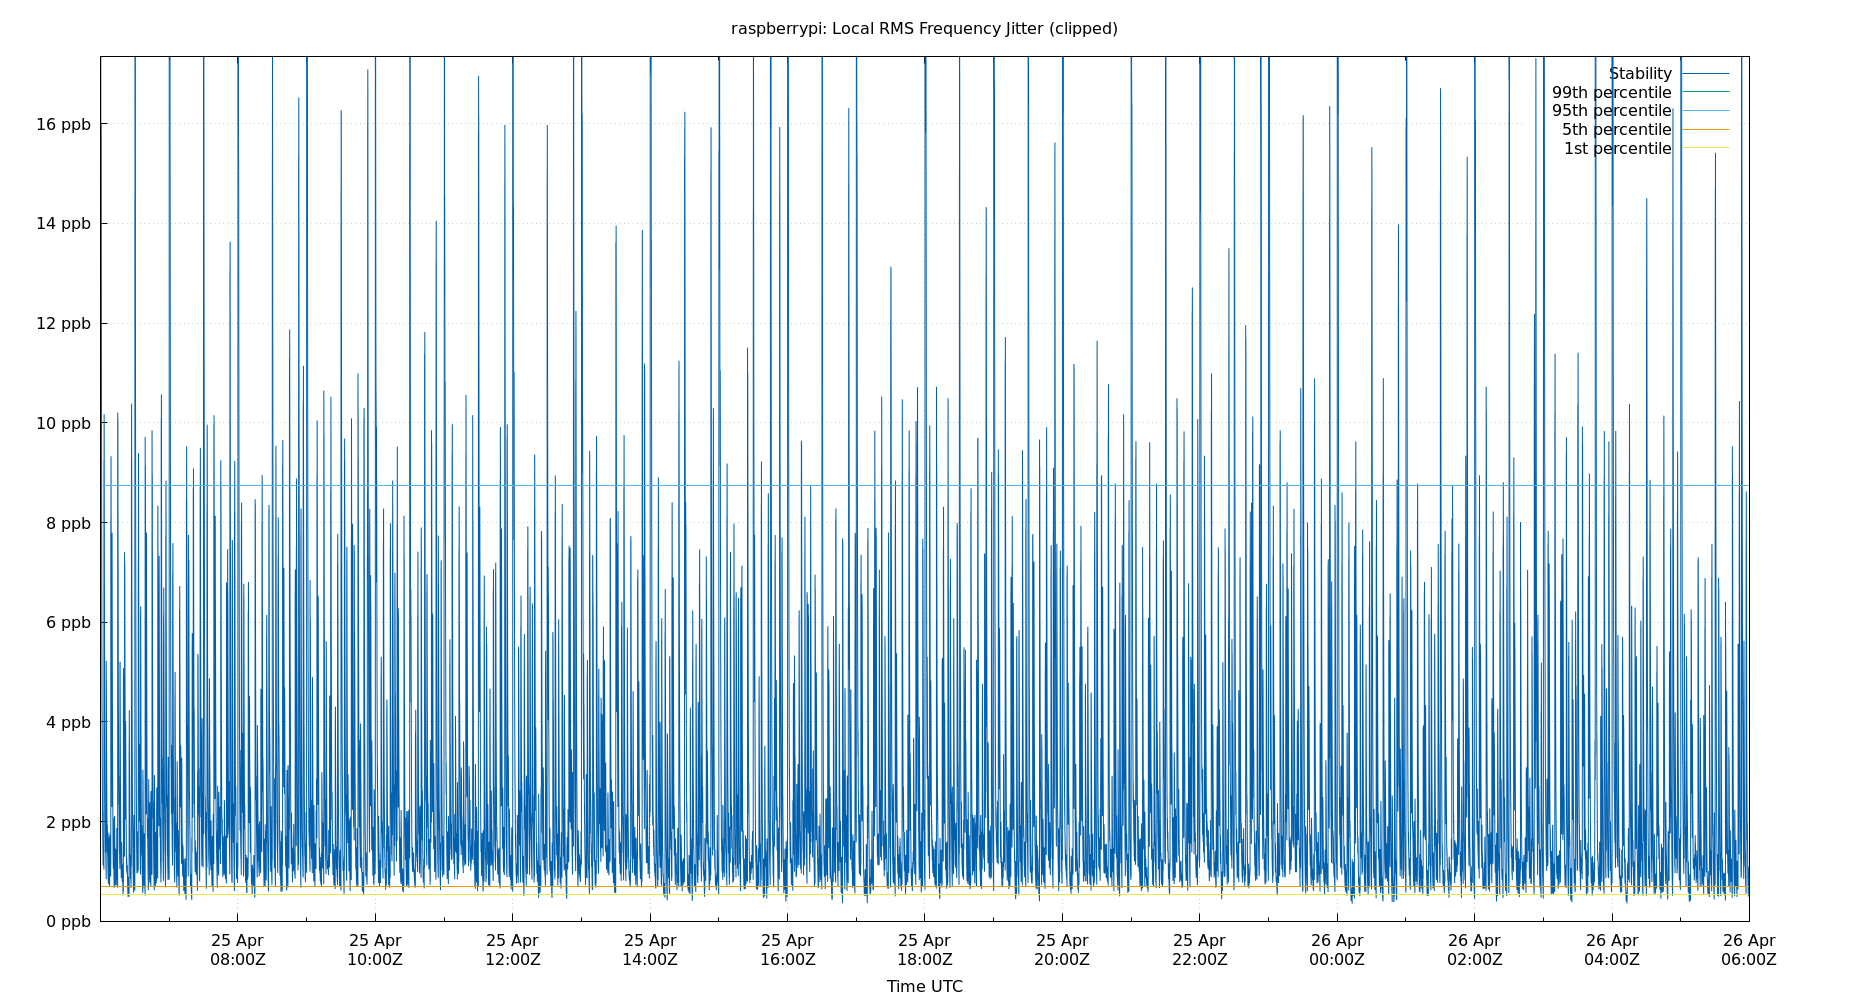 raspberrypi: Local RMS Frequency Jitter (clipped)
Stability
99th percentile
95th percentile
5th percentile
1st percentile
16 ppb
14 ppb
12 ppb
10 ppb
8 ppb
6 ppb
4 ppb
2 ppb
0 ppb
25 Apr 25 Apr 25 Apr 25 Apr 25 Apr 25 Apr 25 Apr 25 Apr 26 Apr 26 Apr 26 Apr 26 Apr
08:00Z 10:00Z 12:00Z 14:00Z 16:00Z 18:00Z 20:00Z 22:00Z 00:00Z 02:00Z 04:00Z 06:00Z
Time UTC